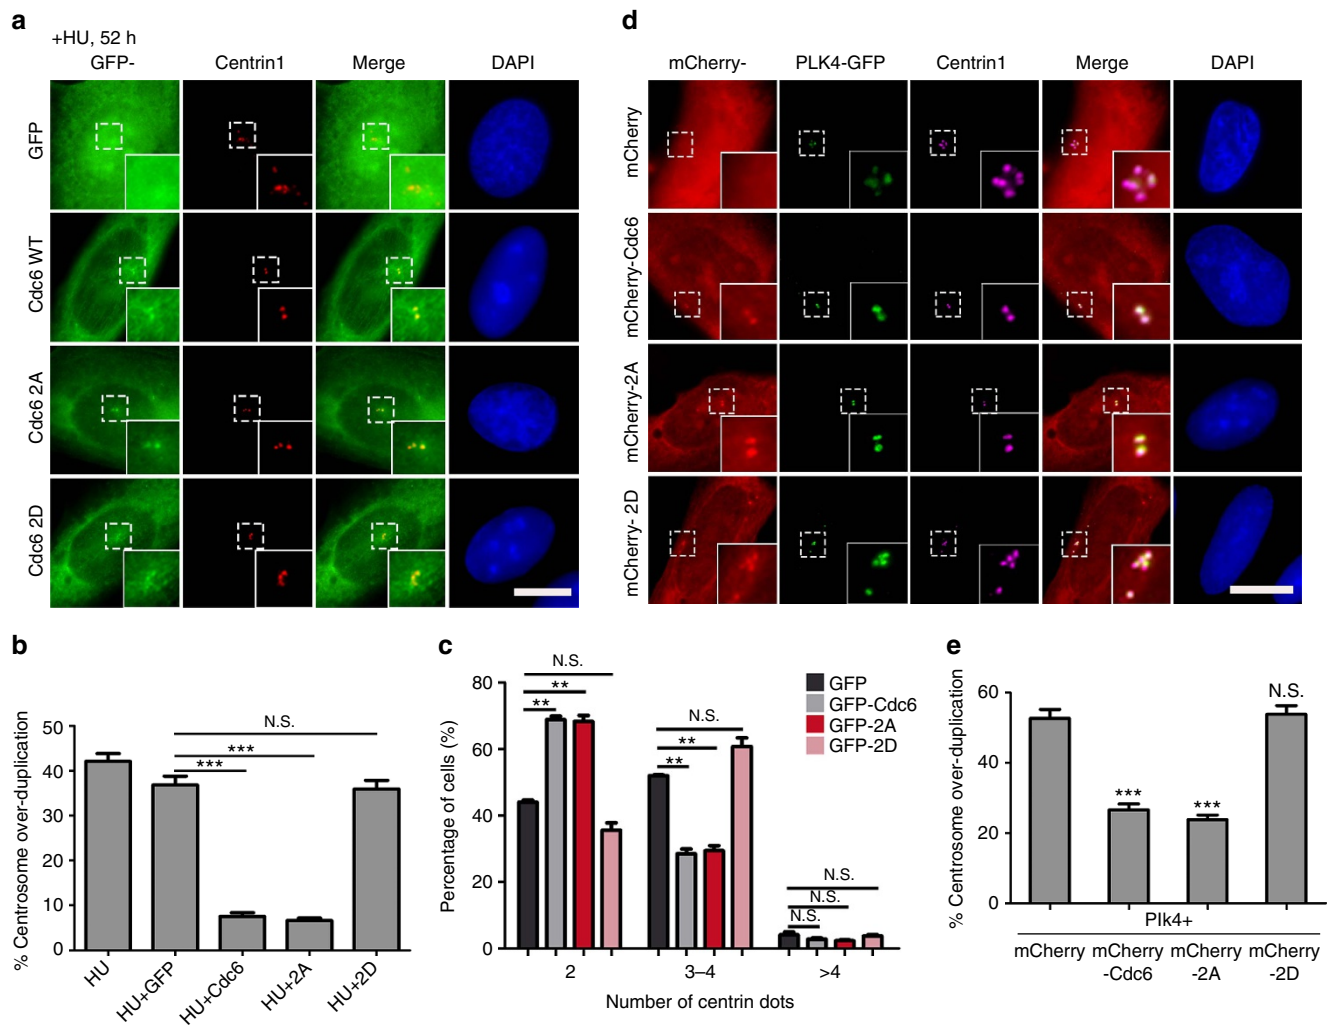 a
+HU, 52 h
GFP-
Centrin1
Merge
DAPI
GFP
Cdc6 WT
Cdc6 2A
Cdc6 2D
d
mCherry-
PLK4-GFP
Centrin1
Merge
DAPI
mCherry
mCherry-Cdc6
mCherry-2A
mCherry- 2D
b
% Centrosome over-duplication
50
40
30
20
10
0
N.S.
***
***
HU
HU+GFP
HU+Cdc6
HU+2A
HU+2D
c
Percentage of cells (%)
80
60
40
20
0
N.S.
**
**
N.S.
**
**
N.S.
N.S.
N.S.
GFP
GFP-Cdc6
GFP-2A
GFP-2D
2
3–4
>4
Number of centrin dots
e
% Centrosome over-duplication
60
40
20
0
***
***
N.S.
Plk4+
mCherry
mCherry
-Cdc6
mCherry
-2A
mCherry
-2D